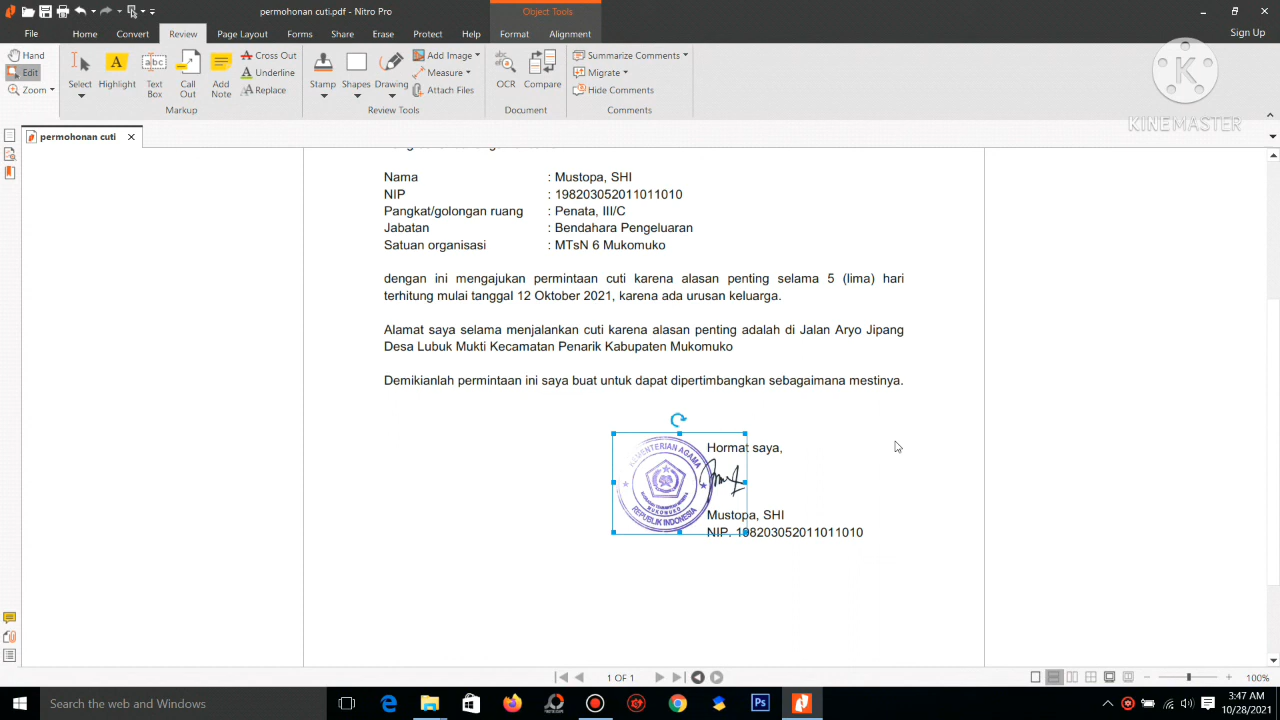 permohonan cuti.pdf - Nitro Pro
Object Tools
File Home Convert Review Page Layout Forms Share Erase Protect Help Format Alignment Sign Up
Hand
Edit
Zoom
Select
Highlight
Text Box
Call Out
Add Note
Cross Out
Underline
Replace
Markup
Stamp
Shapes
Drawing
Add Image
Measure
Attach Files
Review Tools
OCR
Compare
Document
Summarize Comments
Migrate
Hide Comments
Comments
K
KINEMASTER
permohonan cuti
Nama : Mustopa, SHI
NIP : 198203052011011010
Pangkat/golongan ruang : Penata, III/C
Jabatan : Bendahara Pengeluaran
Satuan organisasi : MTsN 6 Mukomuko
dengan ini mengajukan permintaan cuti karena alasan penting selama 5 (lima) hari
terhitung mulai tanggal 12 Oktober 2021, karena ada urusan keluarga.
Alamat saya selama menjalankan cuti karena alasan penting adalah di Jalan Aryo Jipang
Desa Lubuk Mukti Kecamatan Penarik Kabupaten Mukomuko
Demikianlah permintaan ini saya buat untuk dapat dipertimbangkan sebagaimana mestinya.
Hormat saya,
KEMENTERIAN AGAMA
MUKOMUKO
REPUBLIK INDONESIA
Mustopa, SHI
NIP. 198203052011011010
1 OF 1
100%
Search the web and Windows
Ps
3:47 AM
10/28/2021